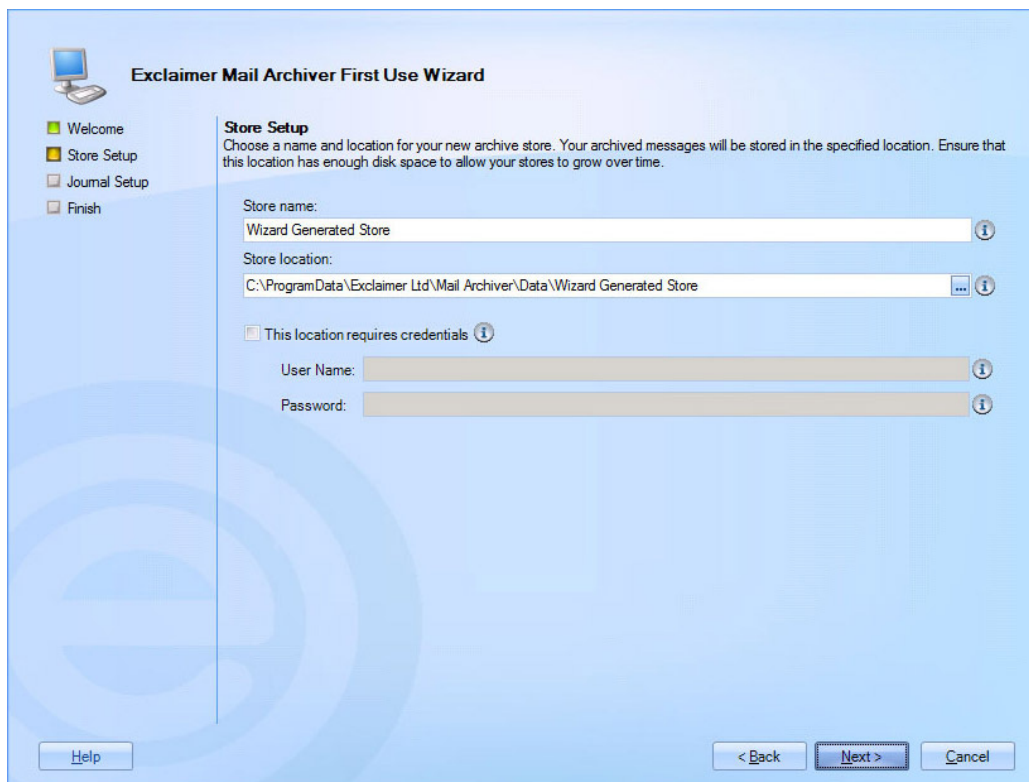 Exclaimer Mail Archiver First Use Wizard
Welcome
Store Setup
Journal Setup
Finish
Store Setup
Choose a name and location for your new archive store. Your archived messages will be stored in the specified location. Ensure that
this location has enough disk space to allow your stores to grow over time.
Store name:
Wizard Generated Store
Store location:
C:\ProgramData\Exclaimer Ltd\Mail Archiver\Data\Wizard Generated Store
...
This location requires credentials
User Name:
Password:
Help
< Back
Next >
Cancel